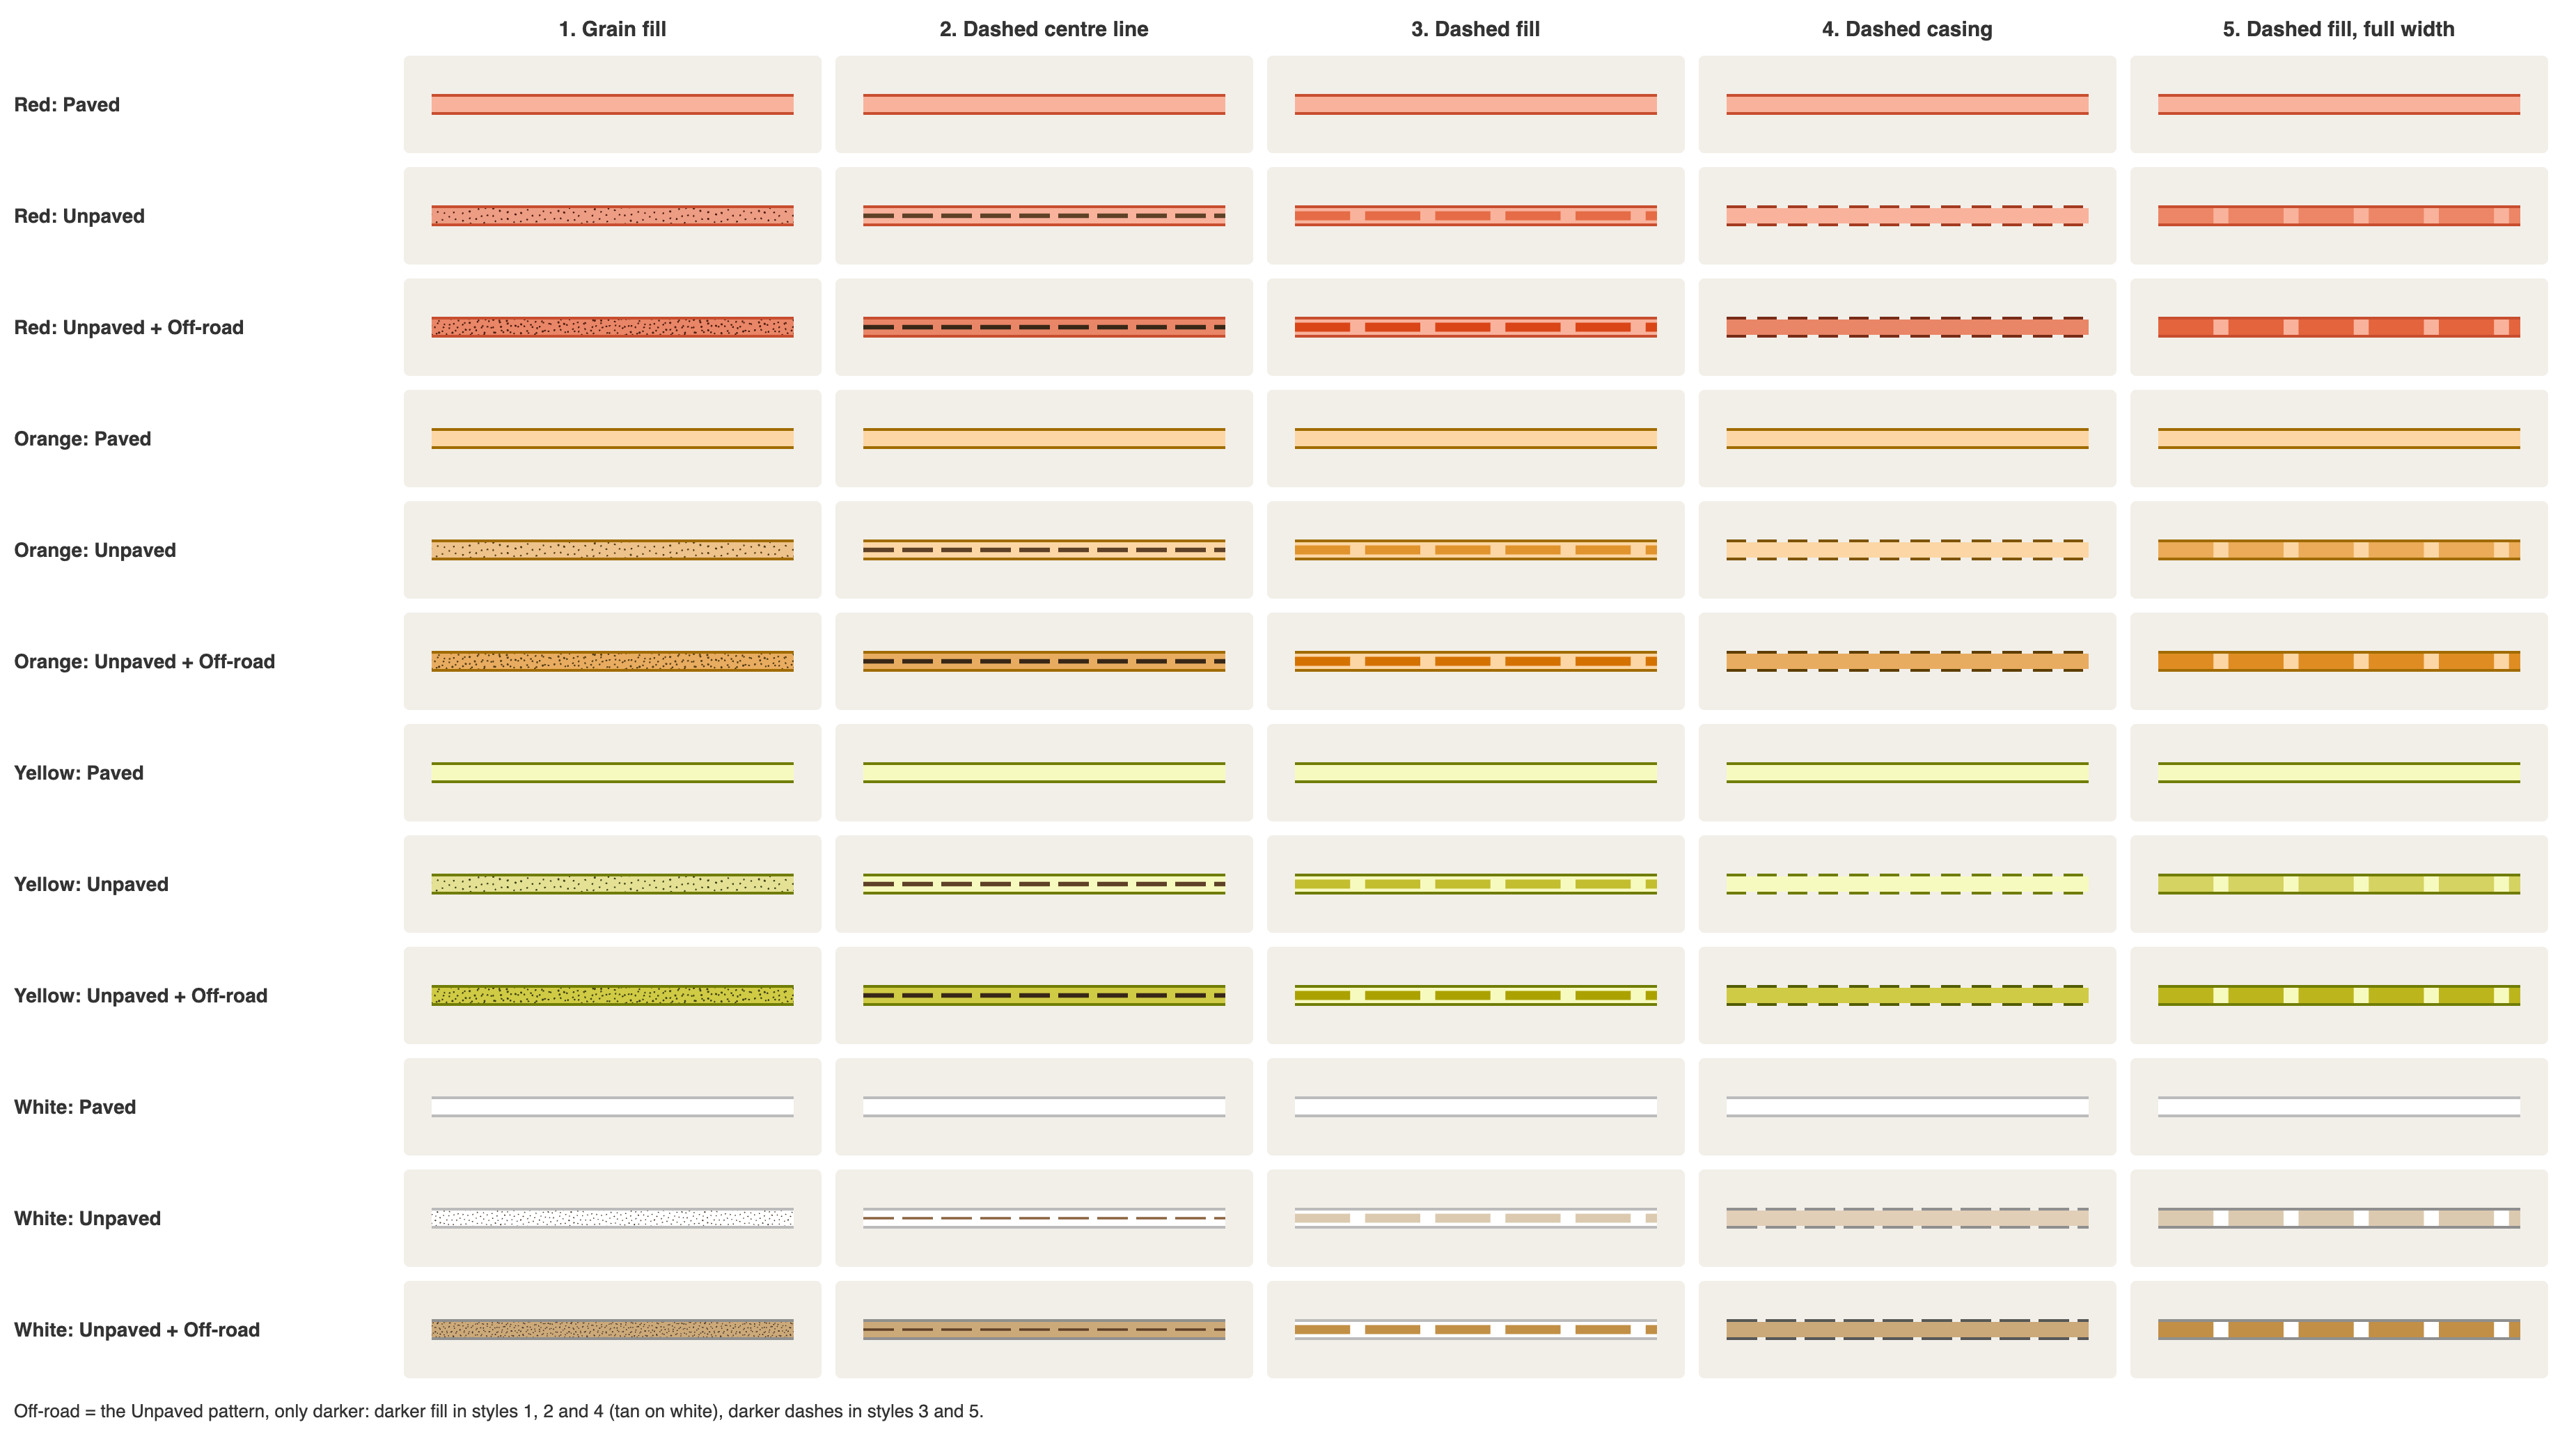 1. Grain fill
2. Dashed centre line
3. Dashed fill
4. Dashed casing
5. Dashed fill, full width
Red: Paved
Red: Unpaved
Red: Unpaved + Off-road
Orange: Paved
Orange: Unpaved
Orange: Unpaved + Off-road
Yellow: Paved
Yellow: Unpaved
Yellow: Unpaved + Off-road
White: Paved
White: Unpaved
White: Unpaved + Off-road
Off-road = the Unpaved pattern, only darker: darker fill in styles 1, 2 and 4 (tan on white), darker dashes in styles 3 and 5.